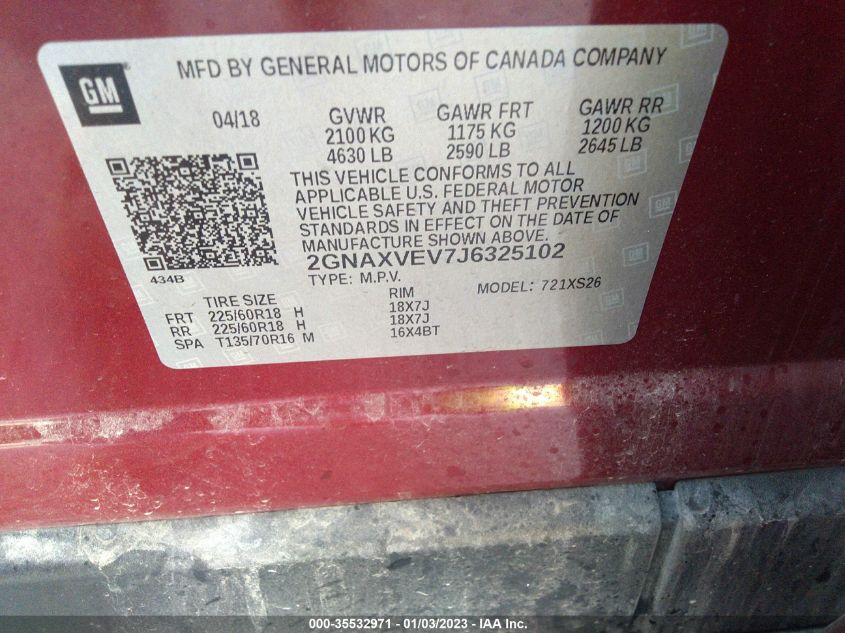 GM
MFD BY GENERAL MOTORS OF CANADA COMPANY
04/18 GVWR GAWR FRT GAWR RR
2100 KG 1175 KG 1200 KG
4630 LB 2590 LB 2645 LB
THIS VEHICLE CONFORMS TO ALL
APPLICABLE U.S. FEDERAL MOTOR
VEHICLE SAFETY AND THEFT PREVENTION
STANDARDS IN EFFECT ON THE DATE OF
MANUFACTURE SHOWN ABOVE.
2GNAXVEV7J6325102
434B TYPE: M.P.V. MODEL: 721XS26
TIRE SIZE RIM
FRT 225/60R18 H 18X7J
RR 225/60R18 H 18X7J
SPA T135/70R16 M 16X4BT
000-35532971 - 01/03/2023 - IAA Inc.